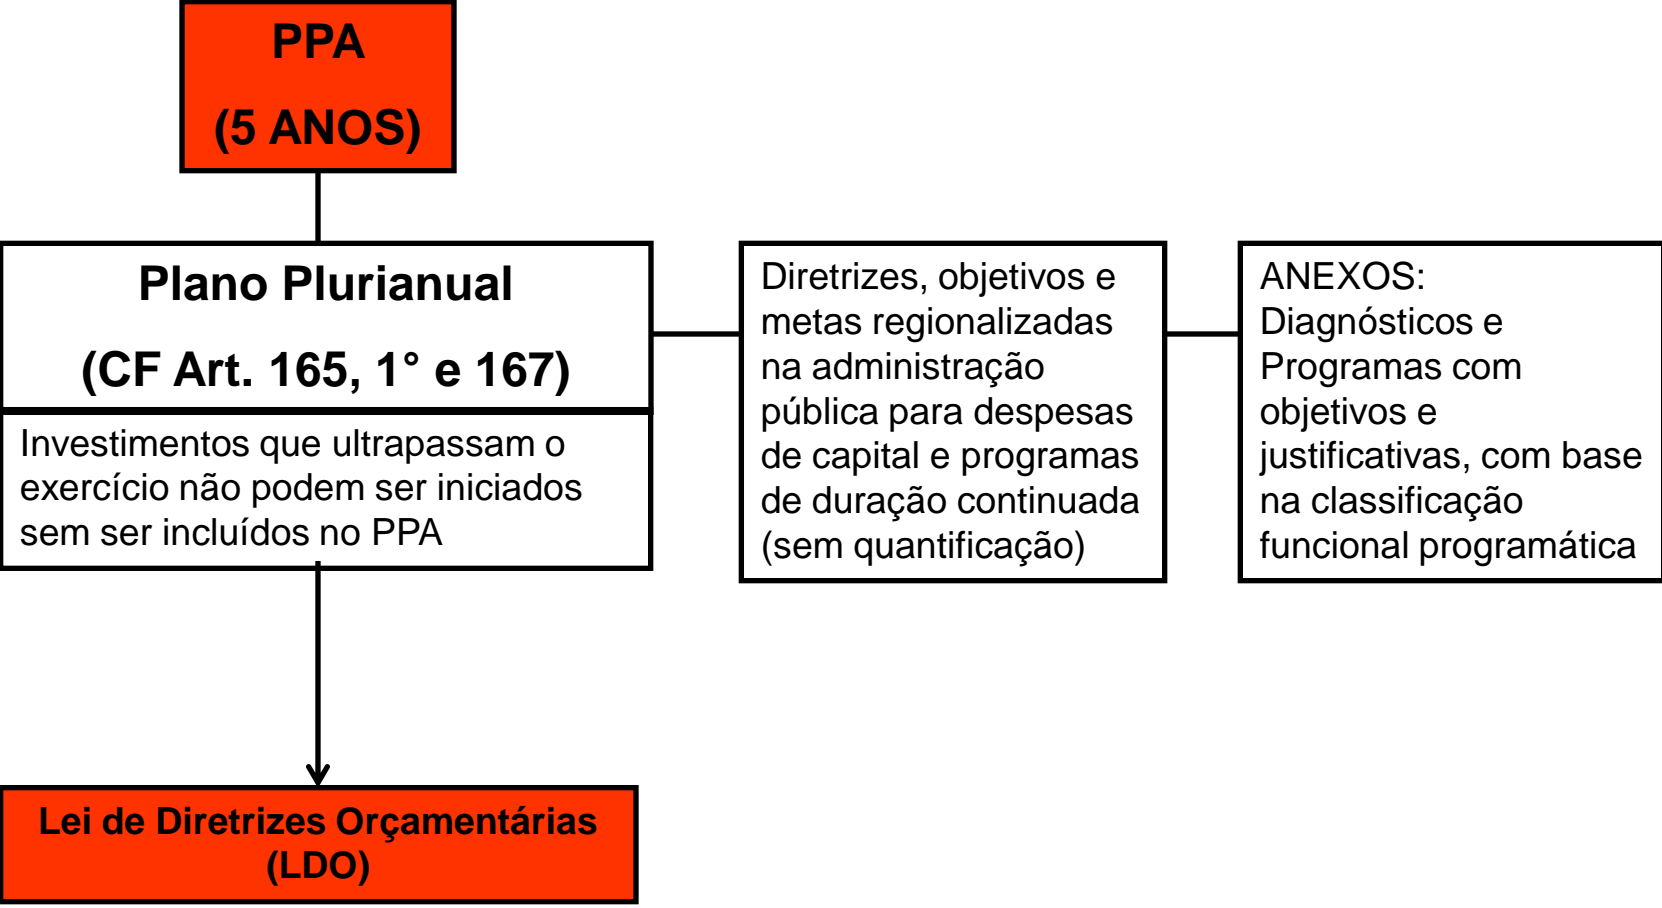 PPA
(5 ANOS)
Plano Plurianual
(CF Art. 165, 1° e 167)
Investimentos que ultrapassam o
exercício não podem ser iniciados
sem ser incluídos no PPA
Diretrizes, objetivos e
metas regionalizadas
na administração
pública para despesas
de capital e programas
de duração continuada
(sem quantificação)
ANEXOS:
Diagnósticos e
Programas com
objetivos e
justificativas, com base
na classificação
funcional programática
Lei de Diretrizes Orçamentárias
(LDO)